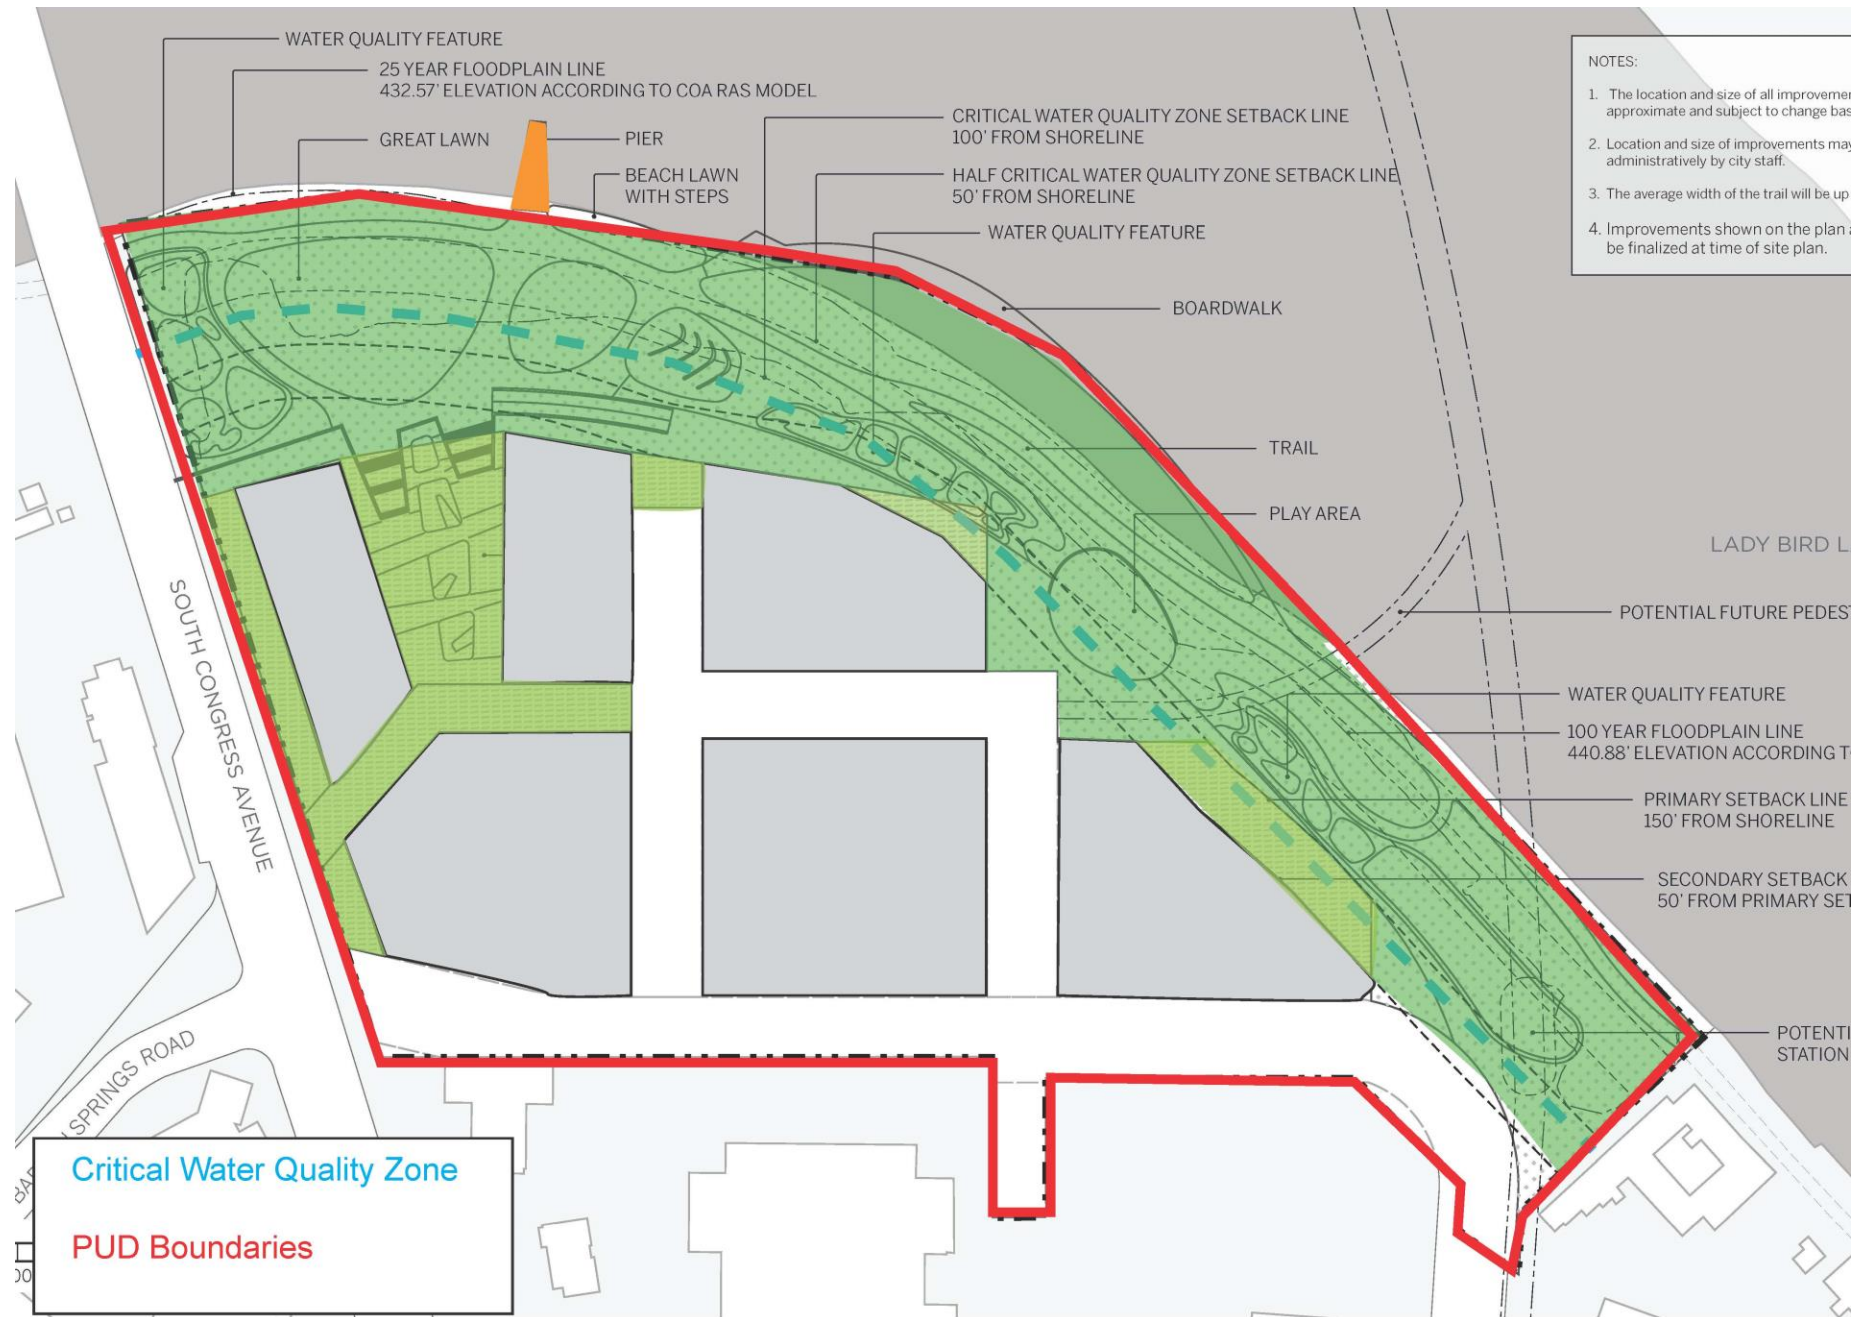 WATER QUALITY FEATURE
25 YEAR FLOODPLAIN LINE
432.57' ELEVATION ACCORDING TO COA RAS MODEL
GREAT LAWN
PIER
BEACH LAWN
WITH STEPS
CRITICAL WATER QUALITY ZONE SETBACK LINE
100' FROM SHORELINE
HALF CRITICAL WATER QUALITY ZONE SETBACK LINE
50' FROM SHORELINE
WATER QUALITY FEATURE
BOARDWALK
NOTES:
1. The location and size of all
approximate and subject to change
2. Location and size of improvements may
administratively by city staff.
3. The average width of the trail will be up
4. Improvements shown on the plan
be finalized at time of site plan.
TRAIL
PLAY AREA
LADY BIRD
POTENTIAL FUTURE
WATER QUALITY FEATURE
100 YEAR FLOODPLAIN LINE
440.88' ELEVATION ACCORDING
PRIMARY SETBACK LINE
150' FROM SHORELINE
SECONDARY SETBACK
50' FROM PRIMARY
STATION
SOUTH CONGRESS AVENUE
SPRINGS ROAD
Critical Water Quality Zone
PUD Boundaries